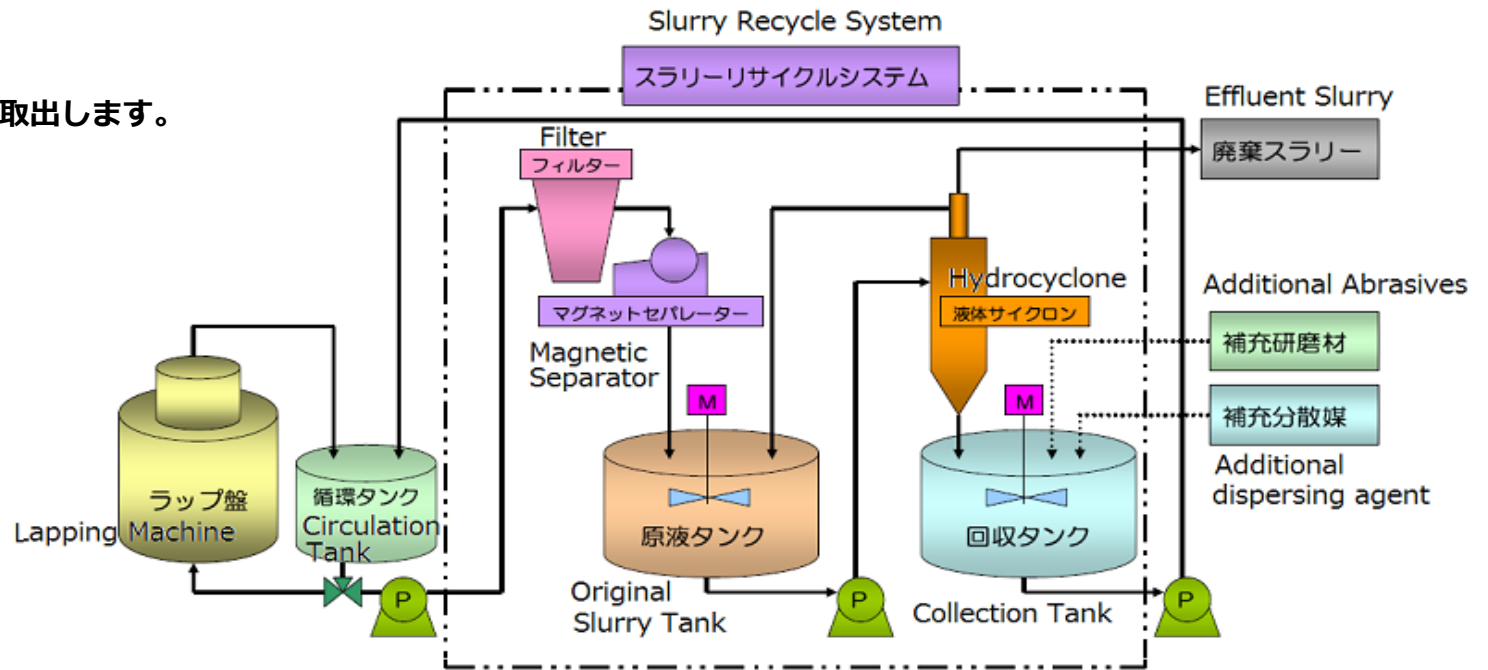 Slurry Recycle System
スラリーリサイクルシステム
取出します。
Effluent Slurry
廃棄スラリー
Filter
フィルター
Hydrocyclone
液体サイクロン
マグネットセパレーター
Magnetic
Separator
Additional Abrasives
補充研磨材
補充分散媒
Additional
dispersing agent
M
M
ラップ盤
Lapping Machine
循環タンク
Circulation
Tank
原液タンク
Original
Slurry Tank
回収タンク
Collection Tank
P
P
P